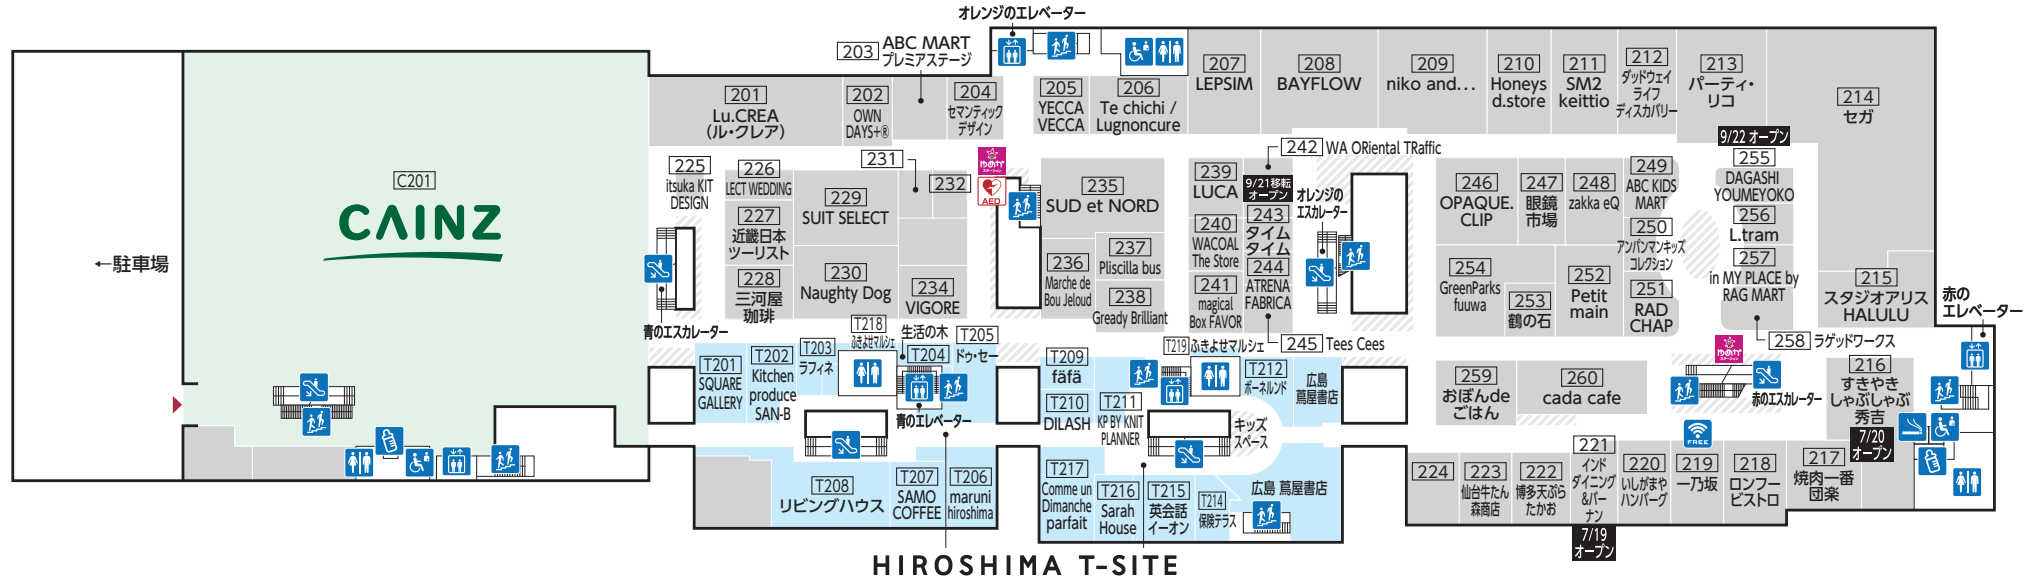 オレンジのエレベーター
203
ABC MART
プレミアステージ
C201
CAINZ
←駐車場
201
Lu.CREA
(ル・クレア)
202
OWN
DAYS+®
204
セマンティック
デザイン
205
YECCA
VECCA
206
Te chichi /
Lugnoncure
207
LEPSIM
208
BAYFLOW
209
niko and...
210
Honeys
d.store
211
SM2
keittio
212
ダッドウェイ
ライフ
ディスカバリー
213
パーティ・
リコ
214
セガ
9/22 オープン
225
itsuka KIT
DESIGN
226
LECT WEDDING
227
近畿日本
ツーリスト
228
三河屋
珈琲
229
SUIT SELECT
230
Naughty Dog
231
232
234
VIGORE
ゆめか
ステーション
AED
235
SUD et NORD
236
Marche de
Bou Jeloud
237
Pliscilla bus
238
Gready Brilliant
239
LUCA
240
WACOAL
The Store
241
magical
Box FAVOR
242 WA ORiental TRaffic
9/21移転
オープン
243
タイム
タイム
244
ATRENA
FABRICA
245 Tees Cees
オレンジの
エスカレーター
246
OPAQUE.
CLIP
247
眼鏡
市場
248
zakka eQ
249
ABC KIDS
MART
250
アンパンマンキッズ
コレクション
251
RAD
CHAP
252
Petit
main
253
鶴の石
254
GreenParks
fuuwa
255
DAGASHI
YOUMEYOKO
256
L.tram
257
in MY PLACE by
RAG MART
258 ラゲッドワークス
215
スタジオアリス
HALULU
赤の
エレベーター
青のエスカレーター
T218
ふきよせマルシェ
生活の木
T204
T205
ドゥ・セー
T201
SQUARE
GALLERY
T202
Kitchen
produce
SAN-B
T203
ラフィネ
青のエレベーター
T206
maruni
hiroshima
T207
SAMO
COFFEE
T208
リビングハウス
T209
fäfä
T210
DILASH
T211
KP BY KNIT
PLANNER
T219 ふきよせマルシェ
T212
ボーネルンド
広島
蔦屋書店
キッズ
スペース
T217
Comme un
Dimanche
parfait
T216
Sarah
House
T215
英会話
イーオン
T214
保険テラス
広島 蔦屋書店
HIROSHIMA T-SITE
259
おぼんde
ごはん
260
cada cafe
ゆめか
ステーション
赤のエスカレーター
216
すきやき
しゃぶしゃぶ
秀吉
7/20
オープン
FREE
217
焼肉一番
団楽
218
ロンフー
ビストロ
219
一乃坂
220
いしがまや
ハンバーグ
221
インド
ダイニング
&バー
ナン
7/19
オープン
222
博多天ぷら
たかお
223
仙台牛たん
森商店
224